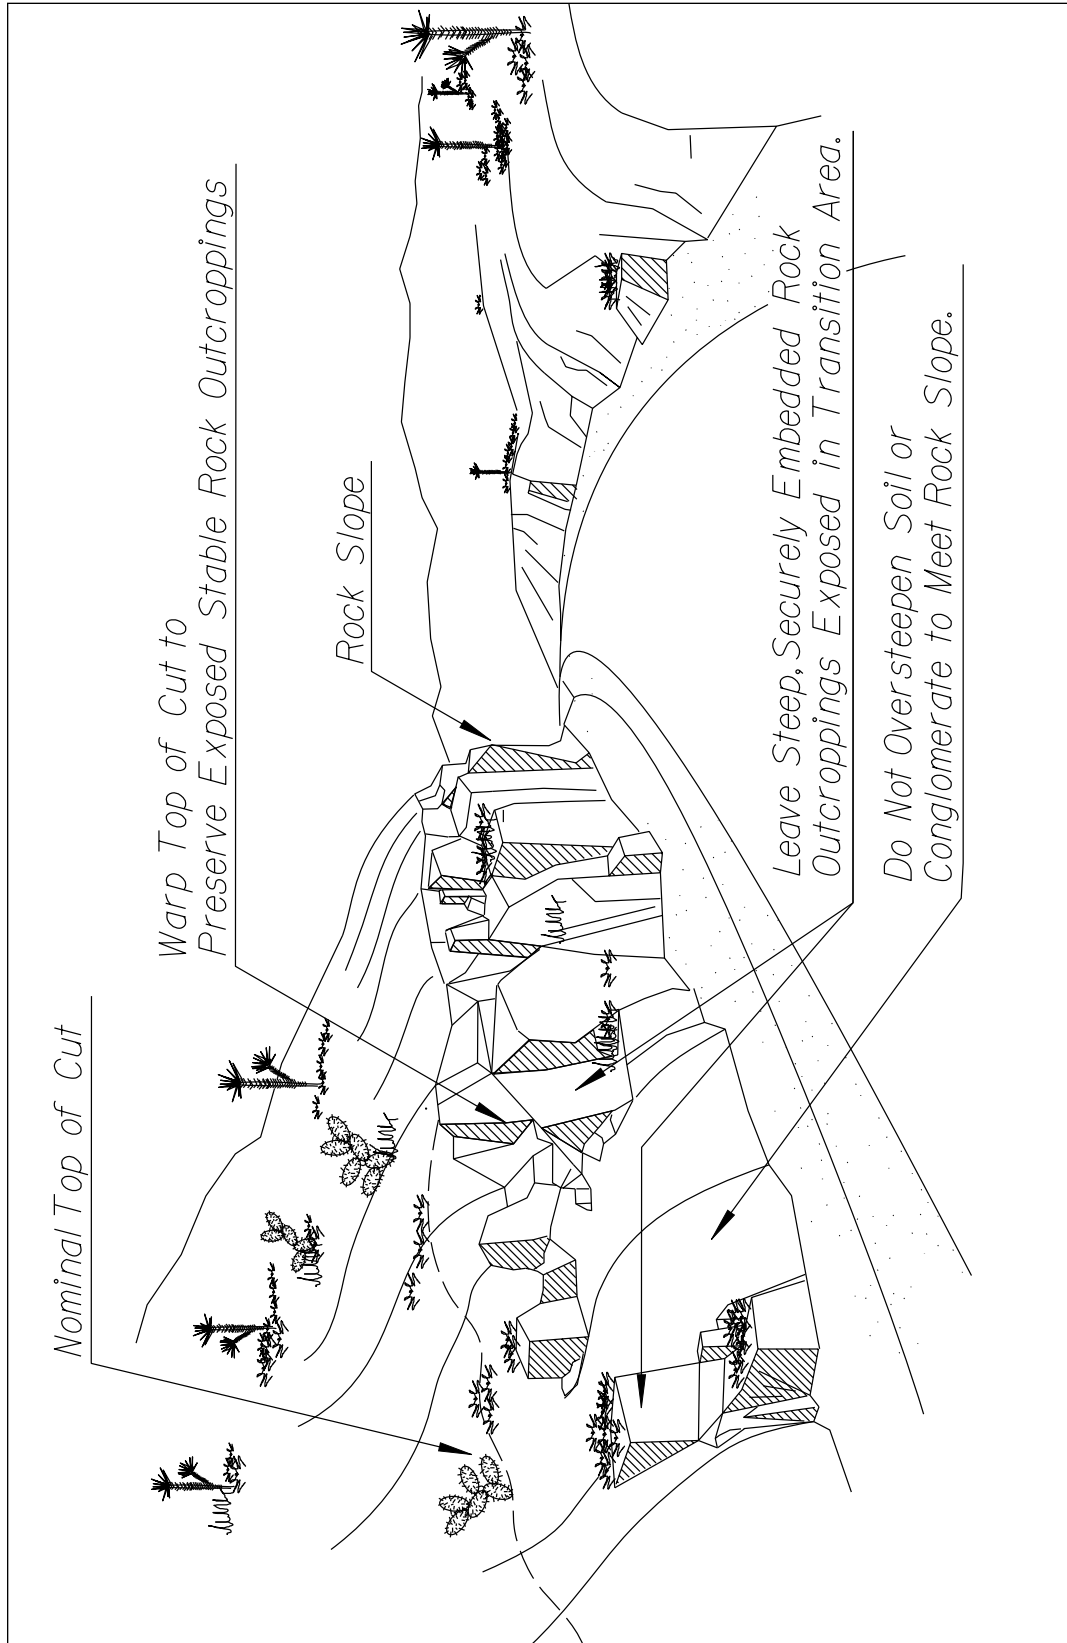 Nominal Top of Cut
Warp Top of Cut to
Preserve Exposed Stable Rock Outcroppings
Rock Slope
Leave Steep, Securely Embedded Rock
Outcroppings Exposed in Transition Area.
Do Not Oversteepen Soil or
Conglomerate to Meet Rock Slope.